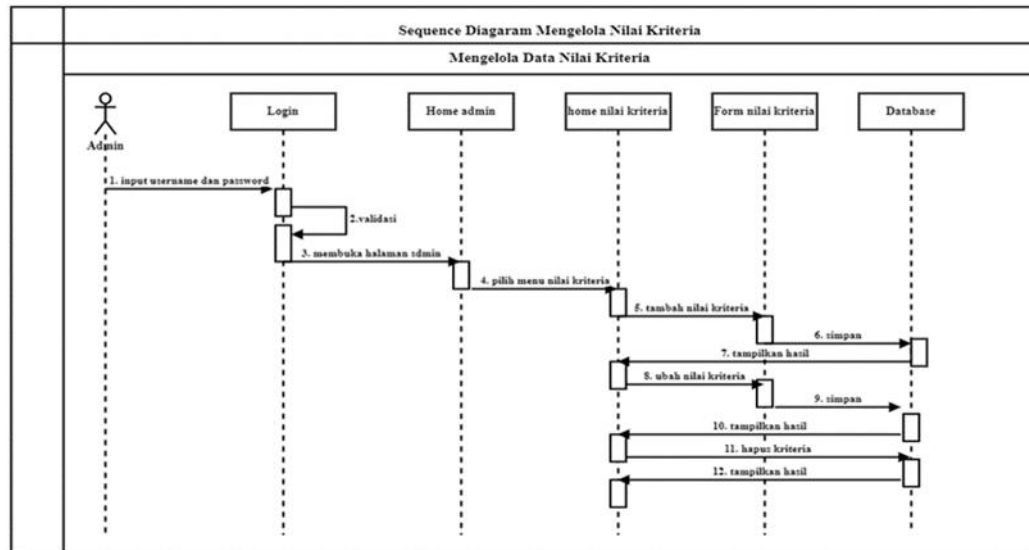 Sequence Diagaram Mengelola Nilai Kriteria
Mengelola Data Nilai Kriteria
Login
Home admin
home nilai kriteria
Form nilai kriteria
Database
Admin
1. input username dan password
2.validasi
3. membuka halaman sdmin
4. pilih menu nilai kriteria
5. tambah nilai kriteria
6. simpan
7. tampilkan hasil
8. ubah nilai kriteria
9. simpan
10. tampilkan hasil
11. hapus kriteria
12. tampilkan hasil